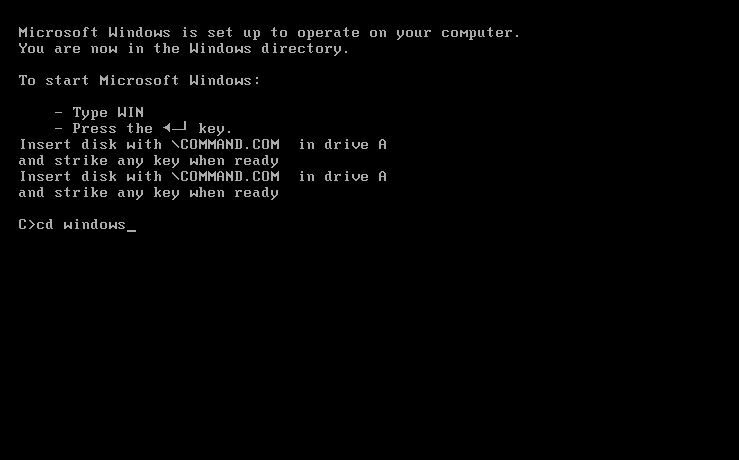 Microsoft Windows is set up to operate on your computer.
You are now in the Windows directory.
To start Microsoft Windows:
- Type WIN
- Press the ◄─┘ key.
Insert disk with \COMMAND.COM  in drive A
and strike any key when ready
Insert disk with \COMMAND.COM  in drive A
and strike any key when ready
C>cd windows_